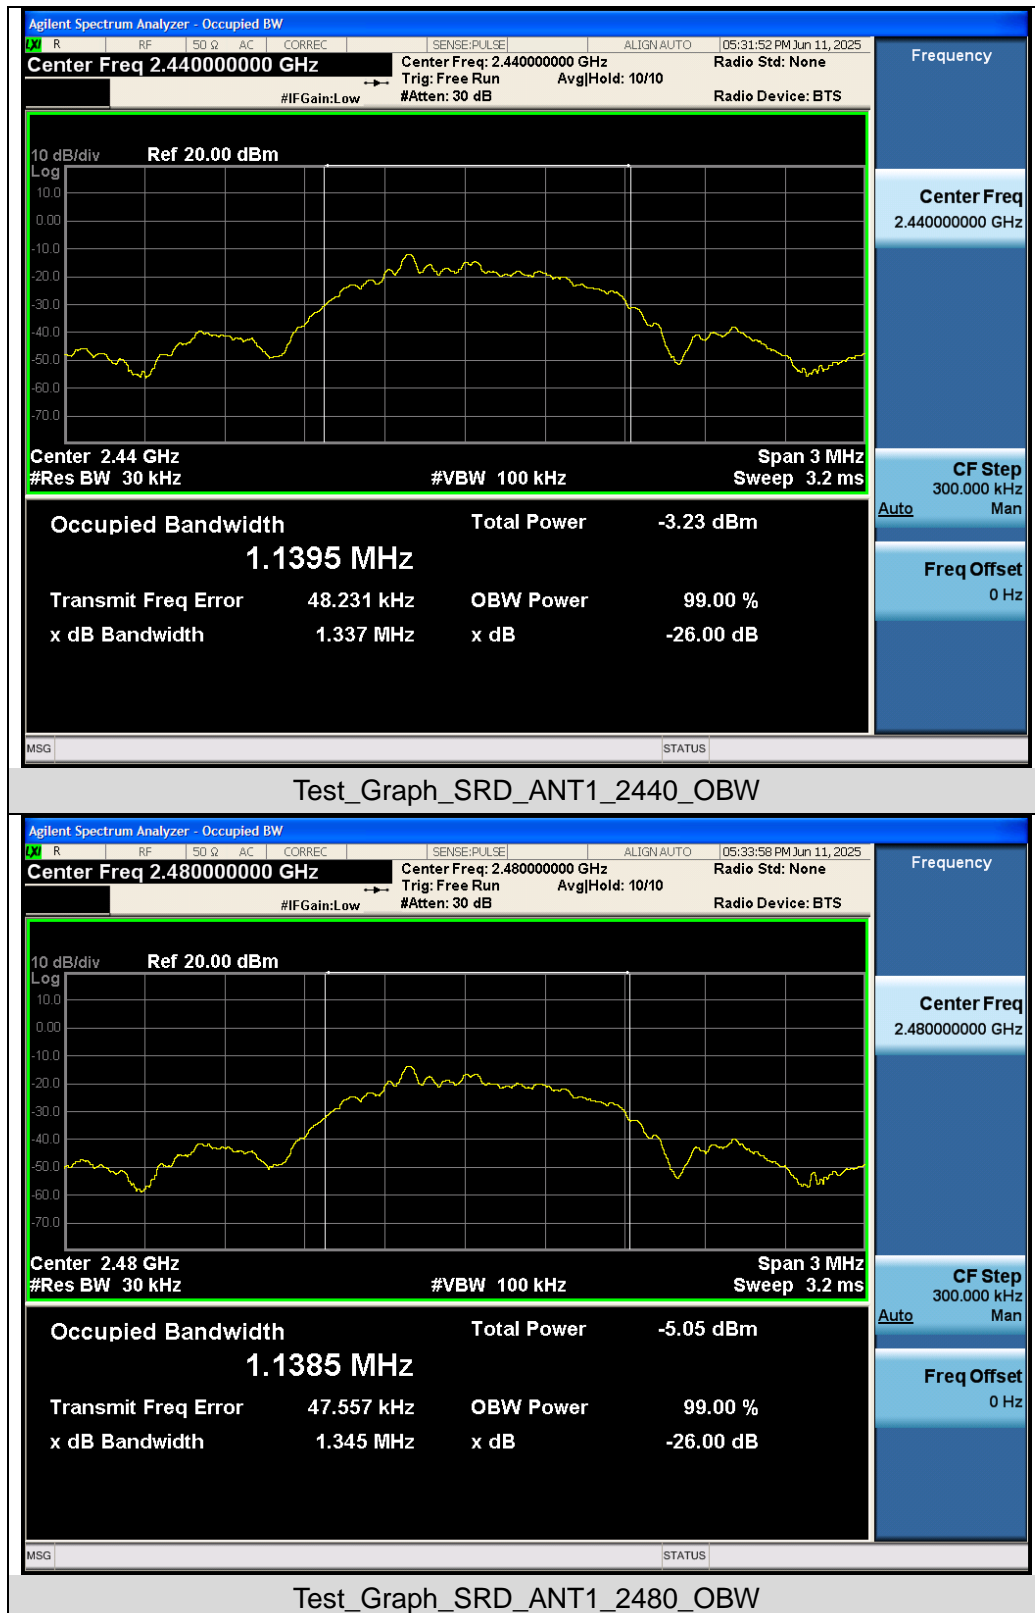 Agilent Spectrum Analyzer - Occupied BW
LXI R RF 50 Ω AC CORREC SENSE:PULSE ALIGN AUTO 05:31:52 PM Jun 11, 2025
Center Freq 2.440000000 GHz
Center Freq: 2.440000000 GHz
Radio Std: None
Trig: Free Run Avg|Hold: 10/10
#IFGain:Low
#Atten: 30 dB
Radio Device: BTS
10 dB/div Ref 20.00 dBm
Log
10.0
0.00
-10.0
-20.0
-30.0
-40.0
-50.0
-60.0
-70.0
Center 2.44 GHz Span 3 MHz
#Res BW 30 kHz #VBW 100 kHz Sweep 3.2 ms
Occupied Bandwidth Total Power -3.23 dBm
1.1395 MHz
Transmit Freq Error 48.231 kHz OBW Power 99.00 %
x dB Bandwidth 1.337 MHz x dB -26.00 dB
MSG STATUS
Frequency
Center Freq
2.440000000 GHz
CF Step
300.000 kHz
Auto Man
Freq Offset
0 Hz
Test_Graph_SRD_ANT1_2440_OBW
Agilent Spectrum Analyzer - Occupied BW
LXI R RF 50 Ω AC CORREC SENSE:PULSE ALIGN AUTO 05:33:58 PM Jun 11, 2025
Center Freq 2.480000000 GHz
Center Freq: 2.480000000 GHz
Radio Std: None
Trig: Free Run Avg|Hold: 10/10
#IFGain:Low
#Atten: 30 dB
Radio Device: BTS
10 dB/div Ref 20.00 dBm
Log
10.0
0.00
-10.0
-20.0
-30.0
-40.0
-50.0
-60.0
-70.0
Center 2.48 GHz Span 3 MHz
#Res BW 30 kHz #VBW 100 kHz Sweep 3.2 ms
Occupied Bandwidth Total Power -5.05 dBm
1.1385 MHz
Transmit Freq Error 47.557 kHz OBW Power 99.00 %
x dB Bandwidth 1.345 MHz x dB -26.00 dB
MSG STATUS
Frequency
Center Freq
2.480000000 GHz
CF Step
300.000 kHz
Auto Man
Freq Offset
0 Hz
Test_Graph_SRD_ANT1_2480_OBW